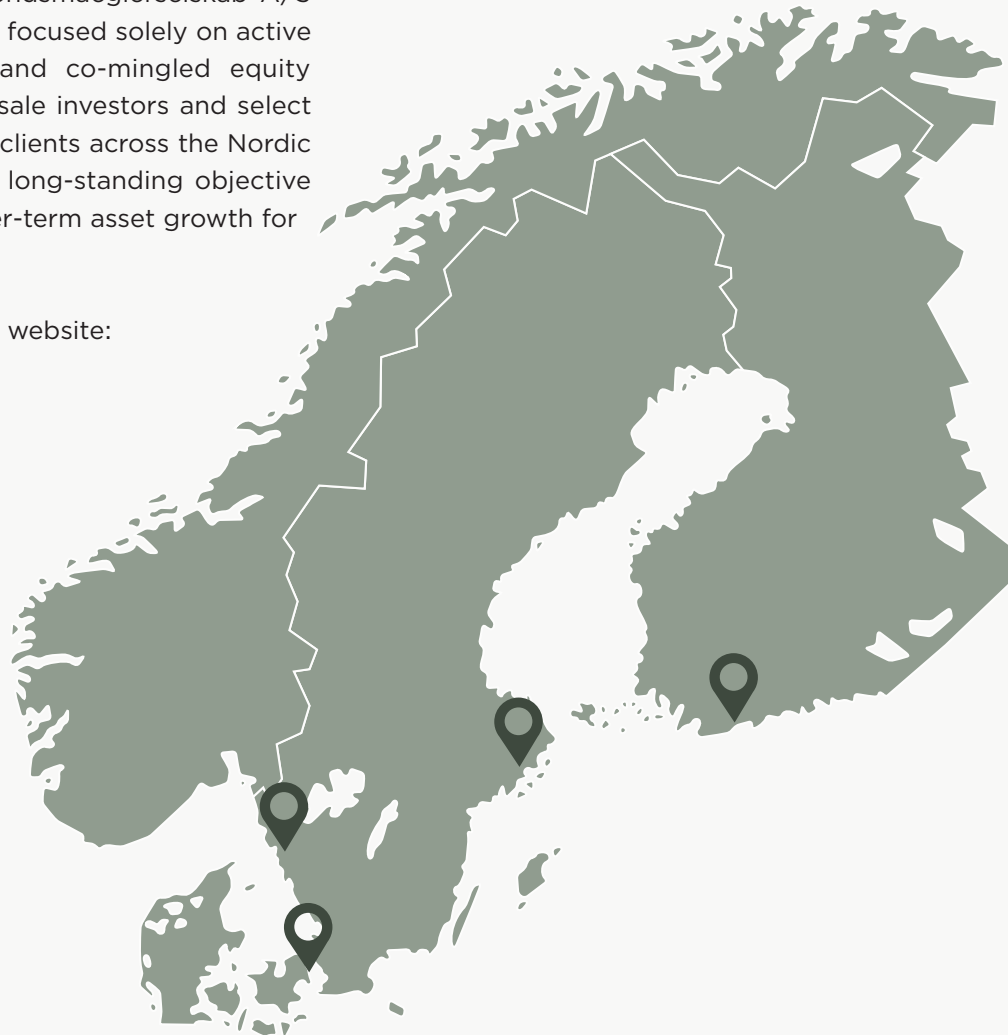 focused solely on active
and co-mingled equity
sale investors and select
clients across the Nordic
long-standing objective
er-term asset growth for
website: